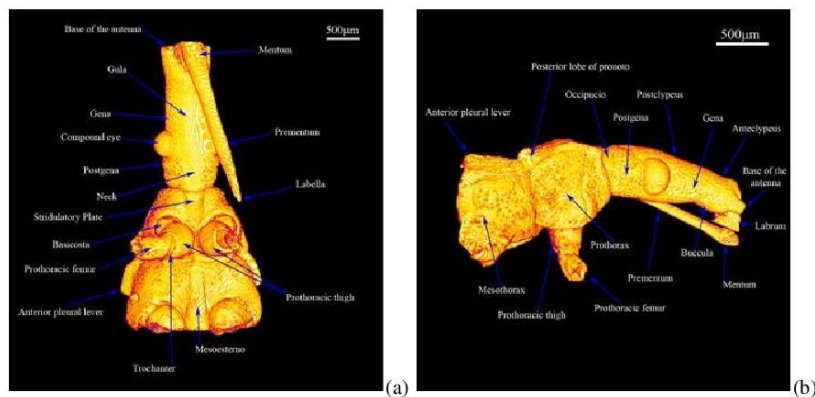 500μm
Base of the antenna
Mentum
Gula
Gena
Compound eye
Prementum
Postgena
Neck
Labella
Stridulatory Plate
Basicosta
Prothoracic femur
Prothoracic thigh
Anterior pleural lever
Mesoesterno
Trochanter
(a)
500μm
Posterior lobe of pronoto
Occipucio
Postclypeus
Anterior pleural lever
Postgena
Gena
Anteclypeus
Base of the
antenna
Labrum
Prothorax
Buccula
Prementum
Mentum
Mesothorax
Prothoracic femur
Prothoracic thigh
(b)